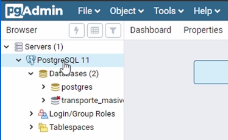 pgAdmin File Object Tools Help
Browser Dashboard Properties
Servers (1)
PostgreSQL 11
Databases (2)
postgres
transporte_masivo
Login/Group Roles
Tablespaces